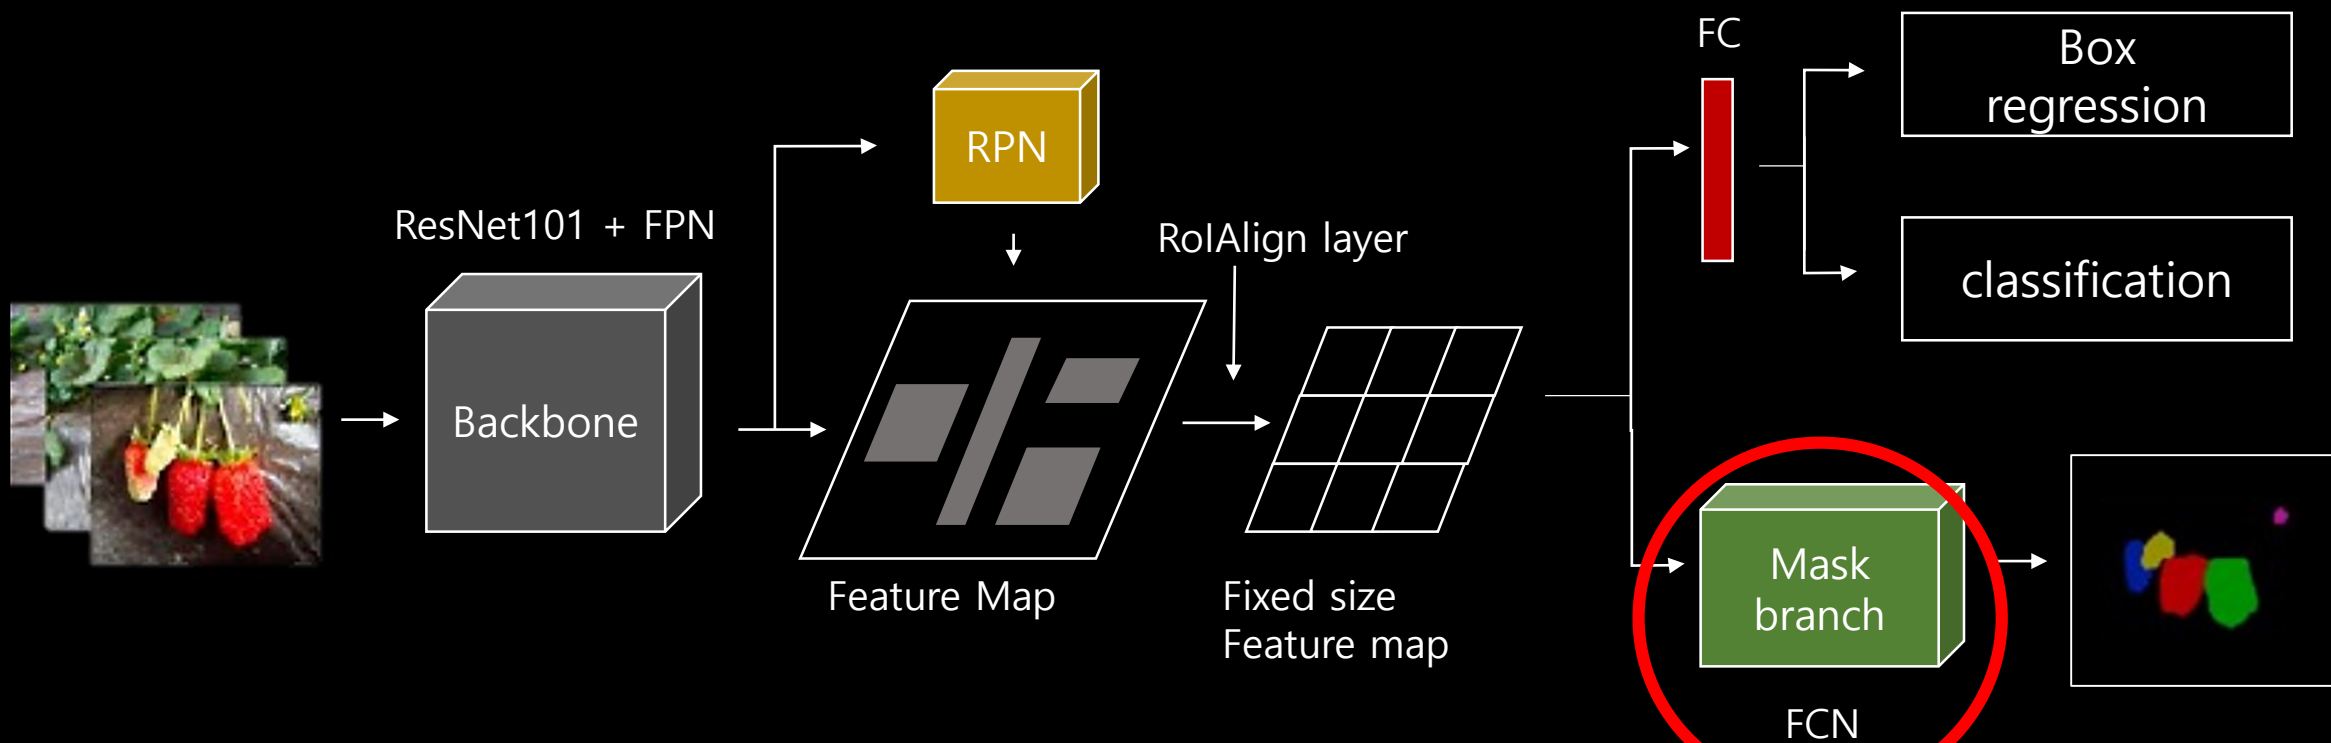 FC
Box
regression
RPN
ResNet101 + FPN
RoIAlign layer
classification
Backbone
Mask
branch
Feature Map
Fixed size
Feature map
FCN